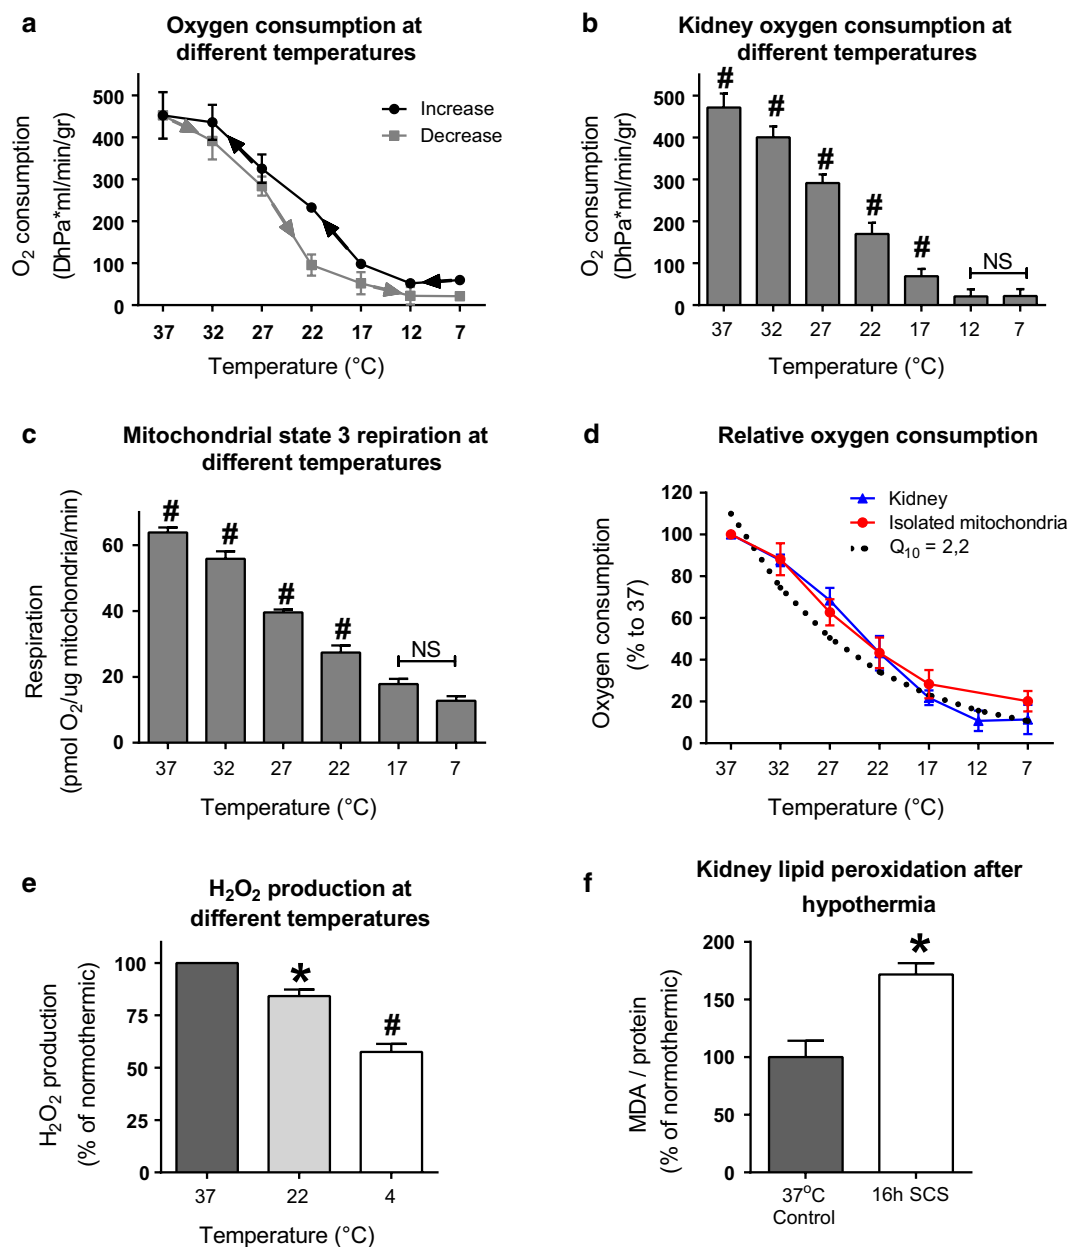 a
Oxygen consumption at
different temperatures
O2 consumption
(DhPa*ml/min/gr)
500
400
300
200
100
0
Increase
Decrease
37 32 27 22 17 12 7
Temperature (°C)
b
Kidney oxygen consumption at
different temperatures
O2 consumption
(DhPa*ml/min/gr)
500
400
300
200
100
0
# # # # #
NS
37 32 27 22 17 12 7
Temperature (°C)
c
Mitochondrial state 3 repiration at
different temperatures
Respiration
(pmol O2/ug mitochondria/min)
60
40
20
0
# # # #
NS
37 32 27 22 17 7
Temperature (°C)
d
Relative oxygen consumption
Oxygen consumption
(% to 37)
120
100
80
60
40
20
0
Kidney
Isolated mitochondria
Q10 = 2,2
37 32 27 22 17 12 7
Temperature (°C)
e
H2O2 production at
different temperatures
H2O2 production
(% of normothermic)
100
75
50
25
0
* #
37 22 4
Temperature (°C)
f
Kidney lipid peroxidation after
hypothermia
MDA / protein
(% of normothermic)
200
150
100
50
0
*
37°C 16h SCS
Control